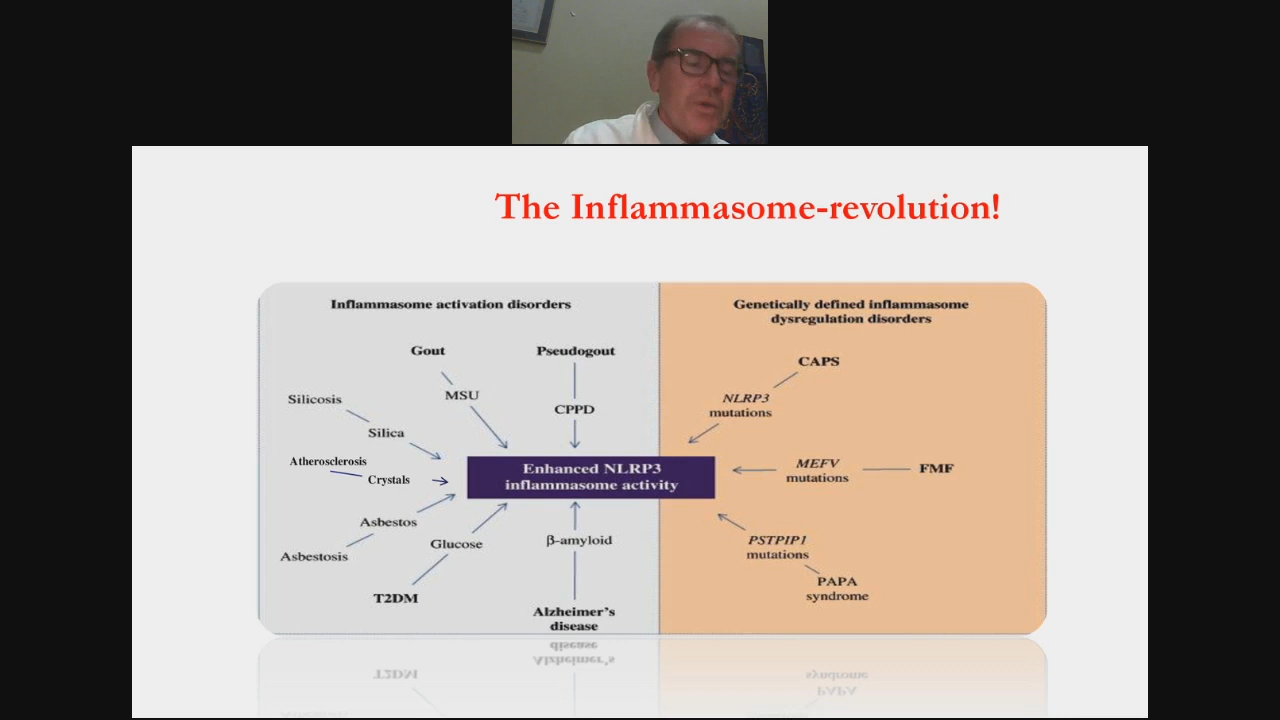 The Inflammasome-revolution!
Inflammasome activation disorders
Gout
Pseudogout
MSU
CPPD
Silicosis
Silica
Atherosclerosis
Crystals
Asbestos
Asbestosis
Glucose
T2DM
β-amyloid
Alzheimer's
disease
Enhanced NLRP3
inflammasome activity
Genetically defined inflammasome
dysregulation disorders
CAPS
NLRP3
mutations
MEFV
mutations
FMF
PSTPIP1
mutations
PAPA
syndrome